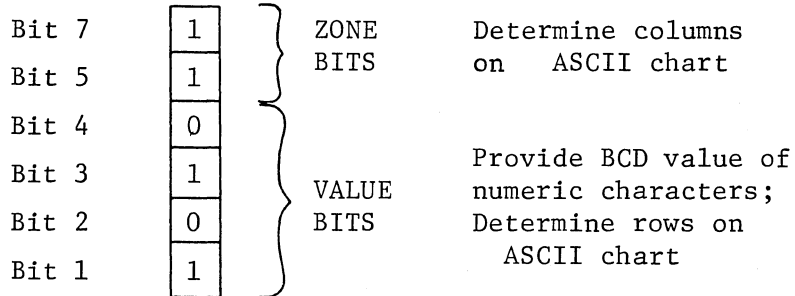 Bit 7 1 ZONE Determine columns
BITS on ASCII chart
Bit 5 1
Bit 4 0
Bit 3 1 Provide BCD value of
VALUE numeric characters;
Bit 2 0 BITS Determine rows on
ASCII chart
Bit 1 1